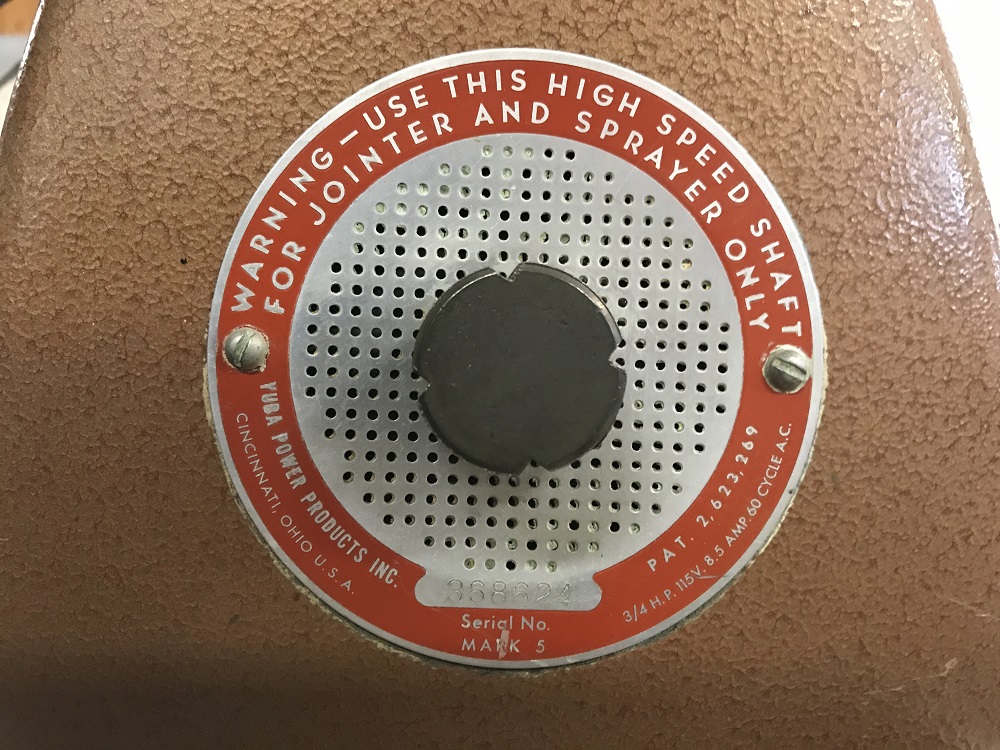 WARNING—USE THIS HIGH SPEED SHAFT
FOR JOINTER AND SPRAYER ONLY
YUBA POWER PRODUCTS INC.
CINCINNATI, OHIO U.S.A.
PAT. 2,623,269
3/4 H.P. 115V. 8.5 AMP. 60 CYCLE A.C.
368624
Serial No.
MARK 5